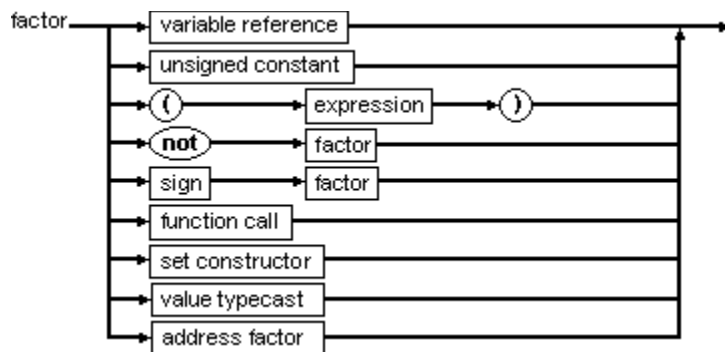 factor variable reference
unsigned constant
( expression )
not factor
sign factor
function call
set constructor
value typecast
address factor